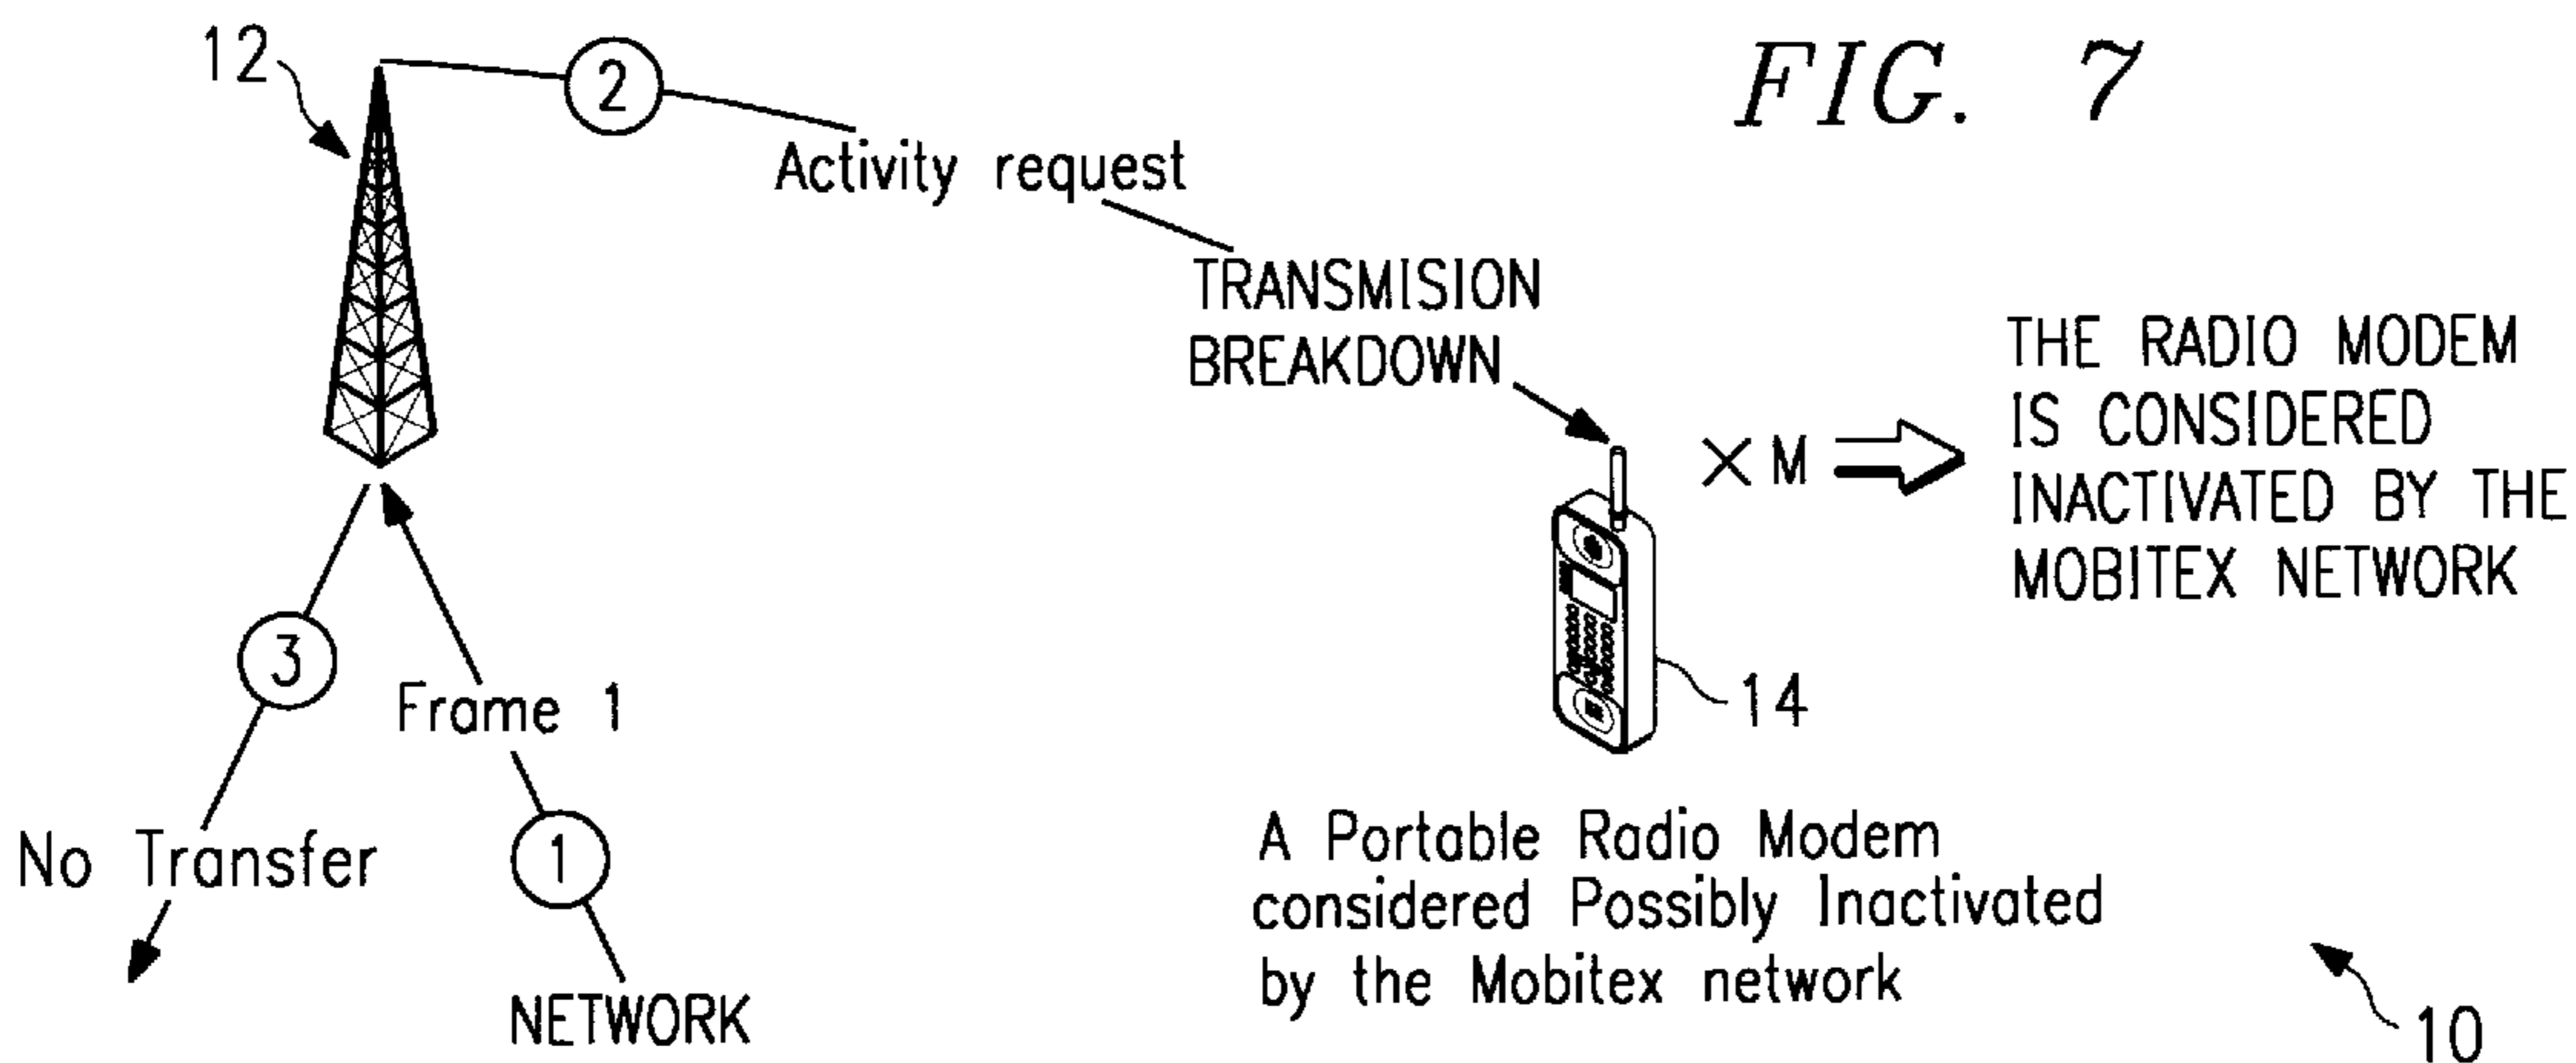 FIG. 7
12
2
Activity request
TRANSMISION
BREAKDOWN
× M
THE RADIO MODEM
IS CONSIDERED
INACTIVATED BY THE
MOBITEX NETWORK
3
Frame 1
14
No Transfer
1
NETWORK
A Portable Radio Modem
considered Possibly Inactivated
by the Mobitex network
10